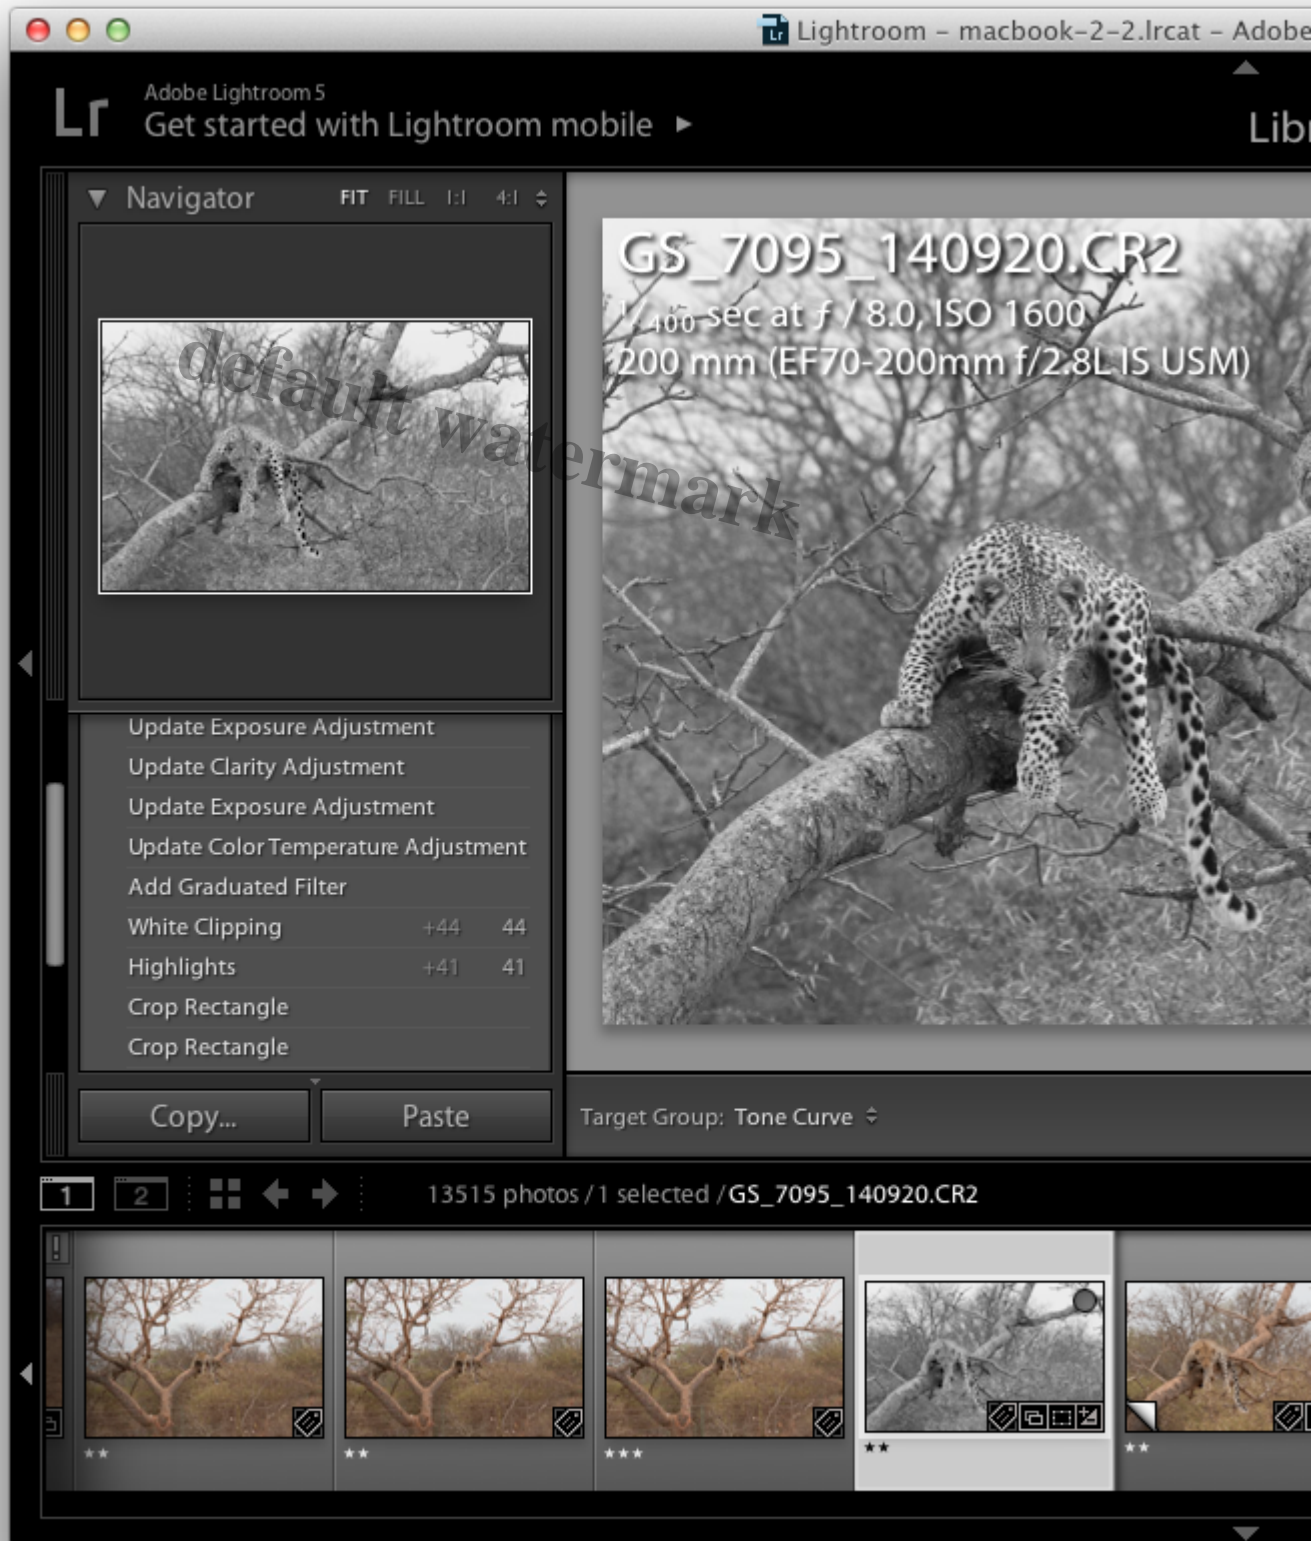 Lightroom – macbook-2-2.lrcat – Adobe
Lr
Adobe Lightroom 5
Get started with Lightroom mobile
Navigator FIT FILL 1:1 4:1
GS_7095_140920.CR2
1/400 sec at ƒ / 8.0, ISO 1600
200 mm (EF70-200mm f/2.8L IS USM)
default watermark
Update Exposure Adjustment
Update Clarity Adjustment
Update Exposure Adjustment
Update Color Temperature Adjustment
Add Graduated Filter
White Clipping +44 44
Highlights +41 41
Crop Rectangle
Crop Rectangle
Copy... Paste
Target Group: Tone Curve
1 2 13515 photos / 1 selected / GS_7095_140920.CR2